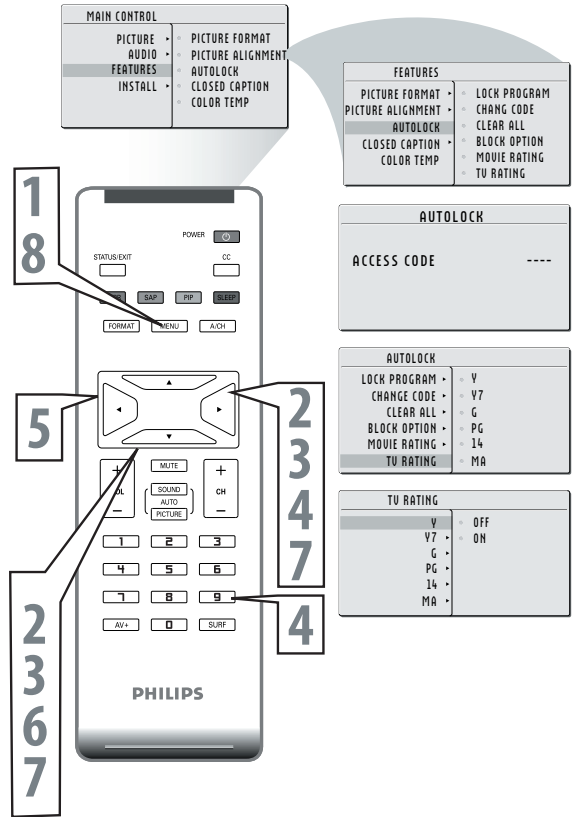 MAIN CONTROL
PICTURE
AUDIO
FEATURES
INSTALL
PICTURE FORMAT
PICTURE ALIGNMENT
AUTOLOCK
CLOSED CAPTION
COLOR TEMP
FEATURES
PICTURE FORMAT
PICTURE ALIGNMENT
AUTOLOCK
CLOSED CAPTION
COLOR TEMP
LOCK PROGRAM
CHANG CODE
CLEAR ALL
BLOCK OPTION
MOVIE RATING
TV RATING
AUTOLOCK
ACCESS CODE ----
AUTOLOCK
LOCK PROGRAM
CHANGE CODE
CLEAR ALL
BLOCK OPTION
MOVIE RATING
TV RATING
Y
Y7
G
PG
14
MA
TV RATING
Y
Y7
G
PG
14
MA
OFF
ON
1
8
POWER
STATUS/EXIT
CC
SAP
PIP
SLEEP
FORMAT
MENU
A/CH
5
2
3
4
7
MUTE
SOUND
AUTO
PICTURE
+
–
+
CH
–
1 2 3
4 5 6
7 8 9
AV+ 0 SURF
4
2
3
6
7
PHILIPS